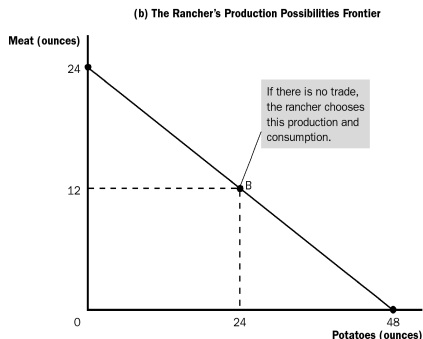 (b) The Rancher's Production Possibilities Frontier
Meat (ounces)
24
If there is no trade,
the rancher chooses
this production and
consumption.
12
B
0
24
48
Potatoes (ounces)